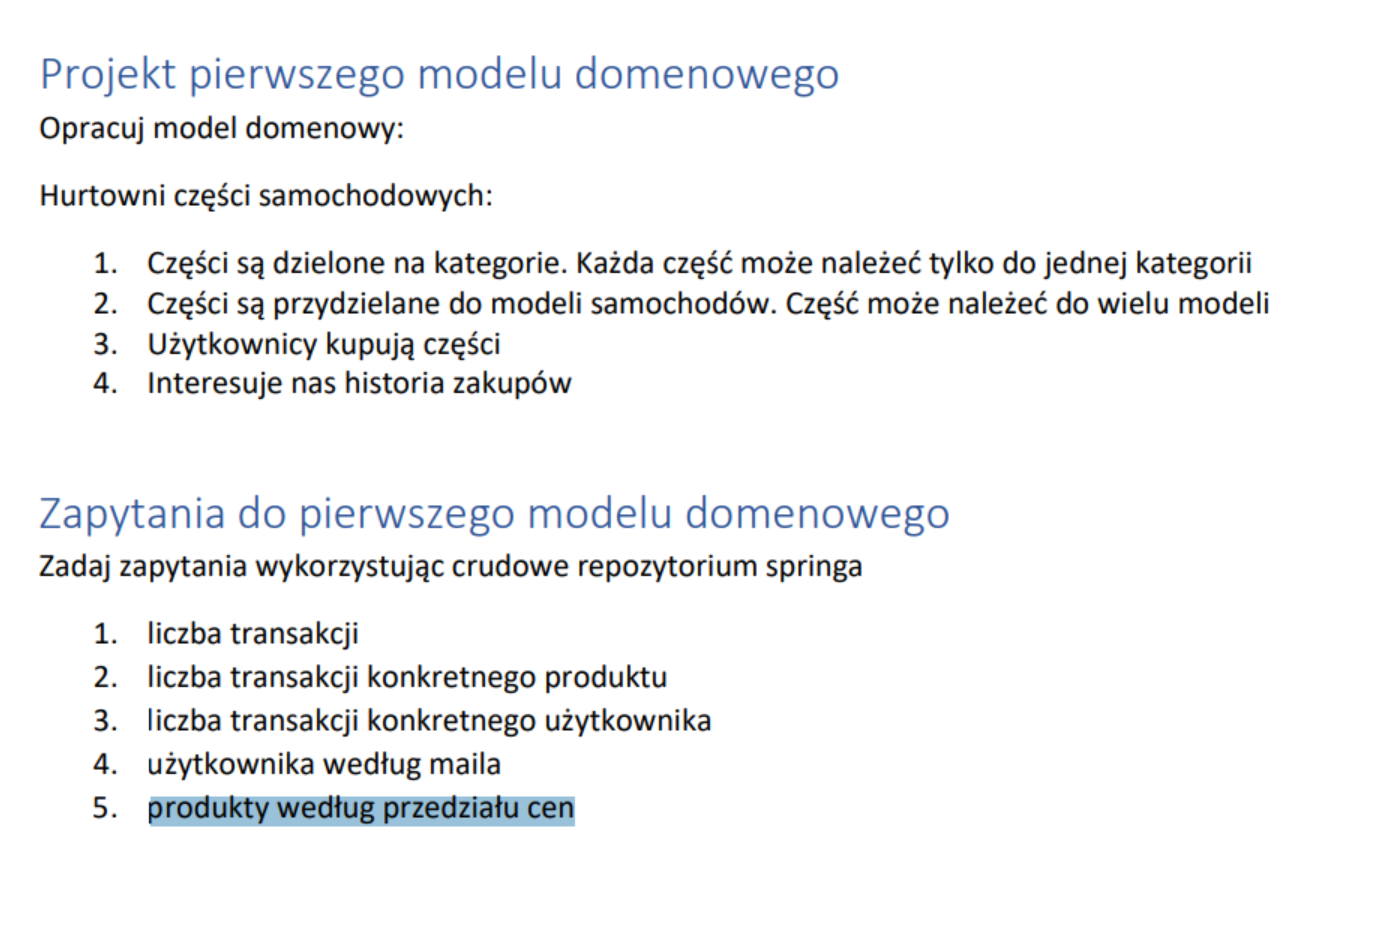 Projekt pierwszego modelu domenowego
Opracuj model domenowy:
Hurtowni części samochodowych:
1. Części są dzielone na kategorie. Każda część może należeć tylko do jednej kategorii
2. Części są przydzielane do modeli samochodów. Część może należeć do wielu modeli
3. Użytkownicy kupują części
4. Interesuje nas historia zakupów
Zapytania do pierwszego modelu domenowego
Zadaj zapytania wykorzystując crudowe repozytorium springa
1. liczba transakcji
2. liczba transakcji konkretnego produktu
3. liczba transakcji konkretnego użytkownika
4. użytkownika według maila
5. produkty według przedziału cen